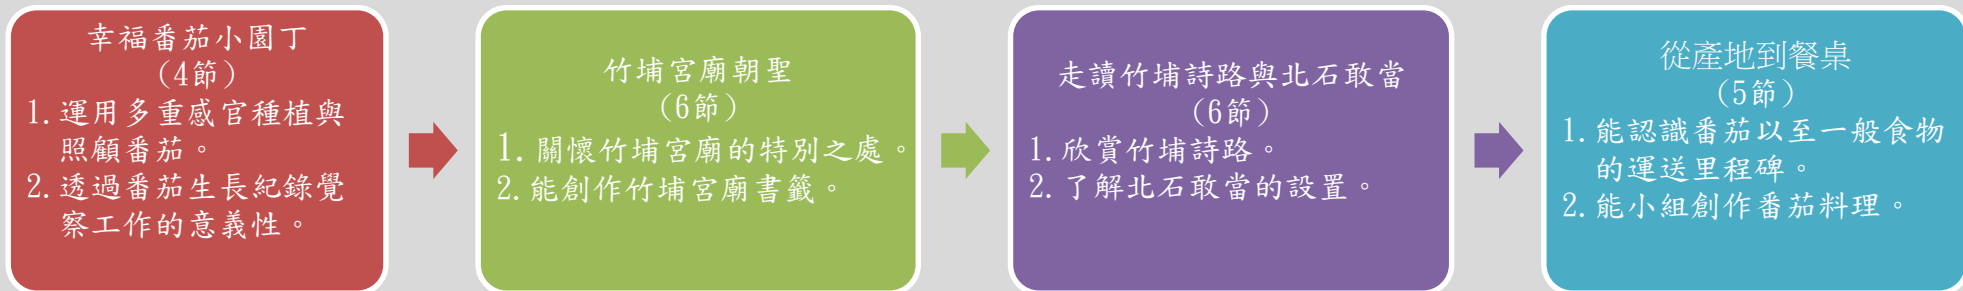 幸福番茄小園丁
(4節)
1.運用多重感官種植與
照顧番茄。
2.透過番茄生長紀錄覺
察工作的意義性。
竹埔宮廟朝聖
(6節)
1.關懷竹埔宮廟的特別之處。
2.能創作竹埔宮廟書籤。
走讀竹埔詩路與北石敢當
(6節)
1.欣賞竹埔詩路。
2.了解北石敢當的設置。
從產地到餐桌
(5節)
1.能認識番茄以至一般食物
的運送里程碑。
2.能小組創作番茄料理。